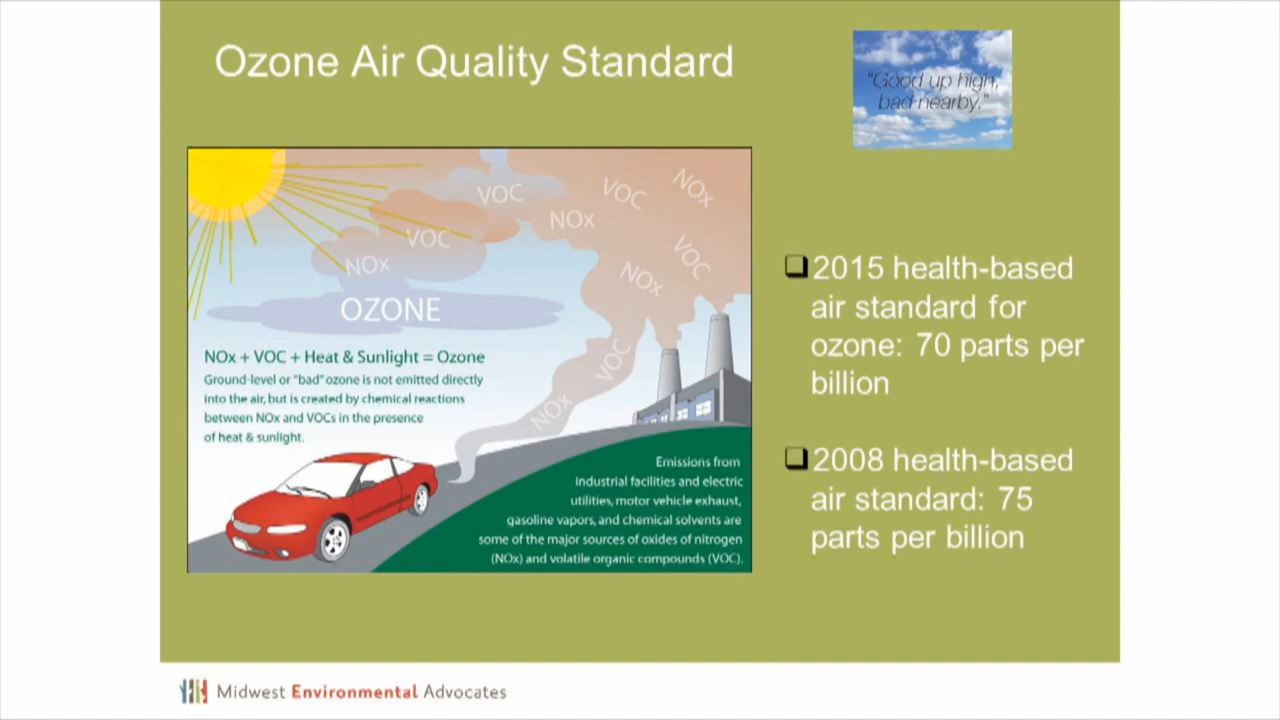 Ozone Air Quality Standard
"Good up high,
bad nearby."
VOC
VOC
NOx
NOx
VOC
VOC
NOx
NOx
OZONE
VOC
NOx
NOx + VOC + Heat & Sunlight = Ozone
Ground-level or "bad" ozone is not emitted directly
into the air, but is created by chemical reactions
between NOx and VOCs in the presence
of heat & sunlight.
Emissions from
industrial facilities and electric
utilities, motor vehicle exhaust,
gasoline vapors, and chemical solvents are
some of the major sources of oxides of nitrogen
(NOx) and volatile organic compounds (VOC).
2015 health-based
air standard for
ozone: 70 parts per
billion
2008 health-based
air standard: 75
parts per billion
Midwest Environmental Advocates